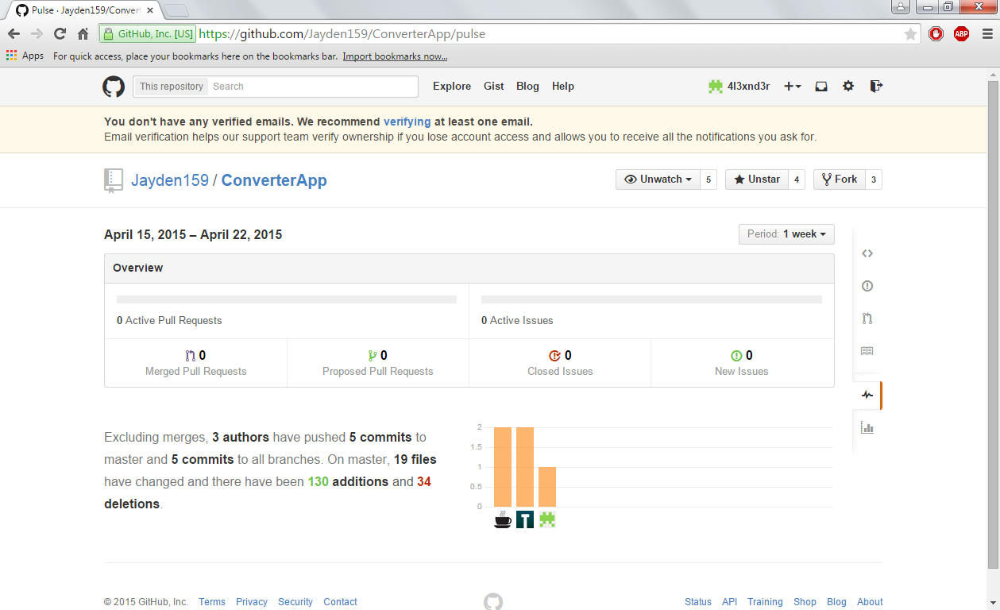 Pulse · Jayden159/Convert
GitHub, Inc. [US] https://github.com/Jayden159/ConverterApp/pulse
ABP
Apps For quick access, place your bookmarks here on the bookmarks bar. Import bookmarks now...
This repository Search Explore Gist Blog Help 4l3xnd3r
You don't have any verified emails. We recommend verifying at least one email.
Email verification helps our support team verify ownership if you lose account access and allows you to receive all the notifications you ask for.
Jayden159 / ConverterApp Unwatch 5 Unstar 4 Fork 3
April 15, 2015 – April 22, 2015 Period: 1 week
Overview
0 Active Pull Requests 0 Active Issues
0 0 0 0
Merged Pull Requests Proposed Pull Requests Closed Issues New Issues
Excluding merges, 3 authors have pushed 5 commits to
master and 5 commits to all branches. On master, 19 files
have changed and there have been 130 additions and 34
deletions.
2
1.5
1
0.5
0
T
© 2015 GitHub, Inc. Terms Privacy Security Contact Status API Training Shop Blog About